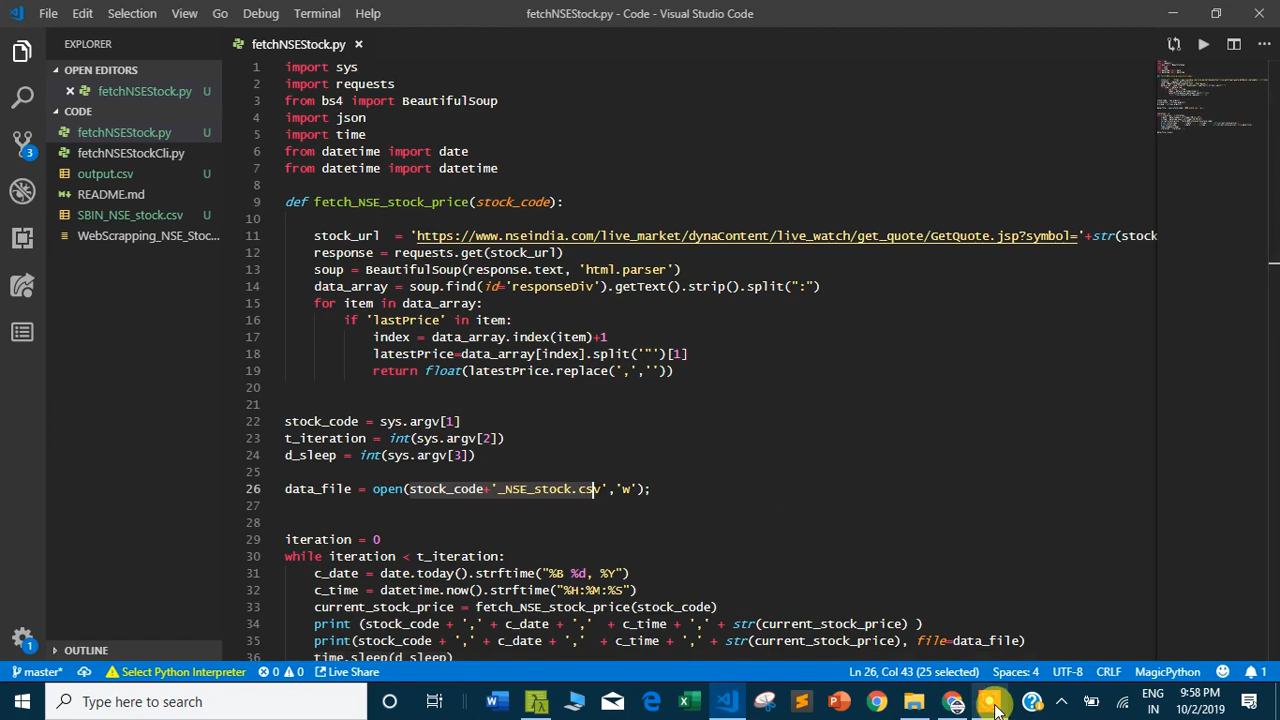 File Edit Selection View Go Debug Terminal Help
fetchNSEStock.py - Code - Visual Studio Code
EXPLORER
OPEN EDITORS
fetchNSEStock.py U
CODE
fetchNSEStock.py U
fetchNSEStockCli.py
output.csv U
README.md
SBIN_NSE_stock.csv U
WebScrapping_NSE_Stoc...
OUTLINE
3
1
fetchNSEStock.py
1 import sys
2 import requests
3 from bs4 import BeautifulSoup
4 import json
5 import time
6 from datetime import date
7 from datetime import datetime
8
9 def fetch_NSE_stock_price(stock_code):
10
11 stock_url  = 'https://www.nseindia.com/live_market/dynaContent/live_watch/get_quote/GetQuote.jsp?symbol='+str(stock
12 response = requests.get(stock_url)
13 soup = BeautifulSoup(response.text, 'html.parser')
14 data_array = soup.find(id='responseDiv').getText().strip().split(":")
15 for item in data_array:
16 if 'lastPrice' in item:
17 index = data_array.index(item)+1
18 latestPrice=data_array[index].split('"')[1]
19 return float(latestPrice.replace(',',''))
20
21
22 stock_code = sys.argv[1]
23 t_iteration = int(sys.argv[2])
24 d_sleep = int(sys.argv[3])
25
26 data_file = open(stock_code+'_NSE_stock.csv','w');
27
28
29 iteration = 0
30 while iteration < t_iteration:
31 c_date = date.today().strftime("%B %d, %Y")
32 c_time = datetime.now().strftime("%H:%M:%S")
33 current_stock_price = fetch_NSE_stock_price(stock_code)
34 print (stock_code + ',' + c_date + ',' + c_time + ',' + str(current_stock_price) )
35 print(stock_code + ',' + c_date + ','  + c_time + ',' + str(current_stock_price), file=data_file)
36 time.sleep(d_sleep)
master* Select Python Interpreter 0 0 Live Share
Ln 26, Col 43 (25 selected) Spaces: 4 UTF-8 CRLF MagicPython 1
Type here to search
ENG
IN
9:58 PM
10/2/2019